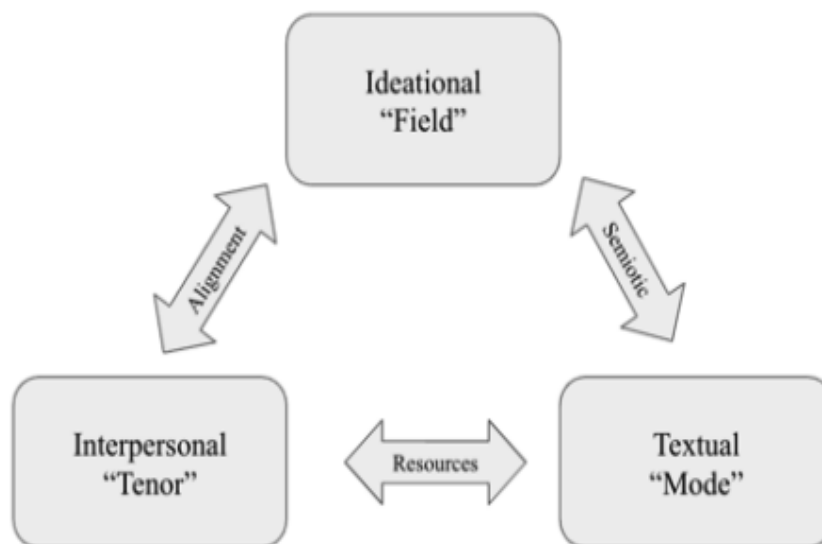 Ideational
“Field”
Alignment
Semiotic
Interpersonal
“Tenor”
Resources
Textual
“Mode”